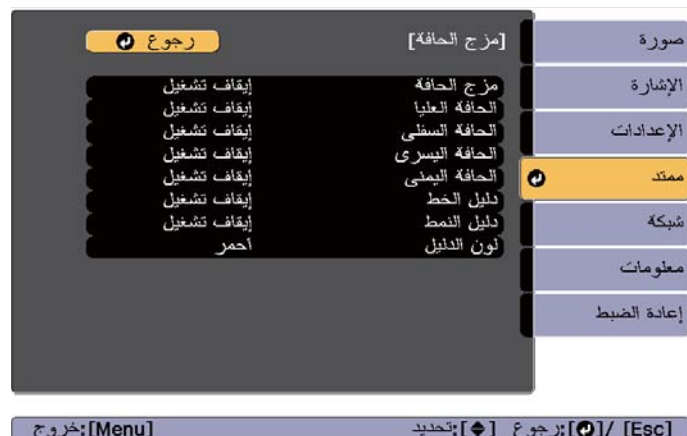 صورة
الإشارة
الإعدادات
ممتد
شبكة
معلومات
إعادة الضبط
[مزج الحافة] رجوع
مزج الحافة إيقاف تشغيل
الحافة العليا إيقاف تشغيل
الحافة السفلى إيقاف تشغيل
الحافة اليسرى إيقاف تشغيل
الحافة اليمنى إيقاف تشغيل
دليل الخط إيقاف تشغيل
دليل النمط إيقاف تشغيل
لون الدليل أحمر
[Esc] /[⏎]:رجوع [◆]:تحديد [Menu]:خروج